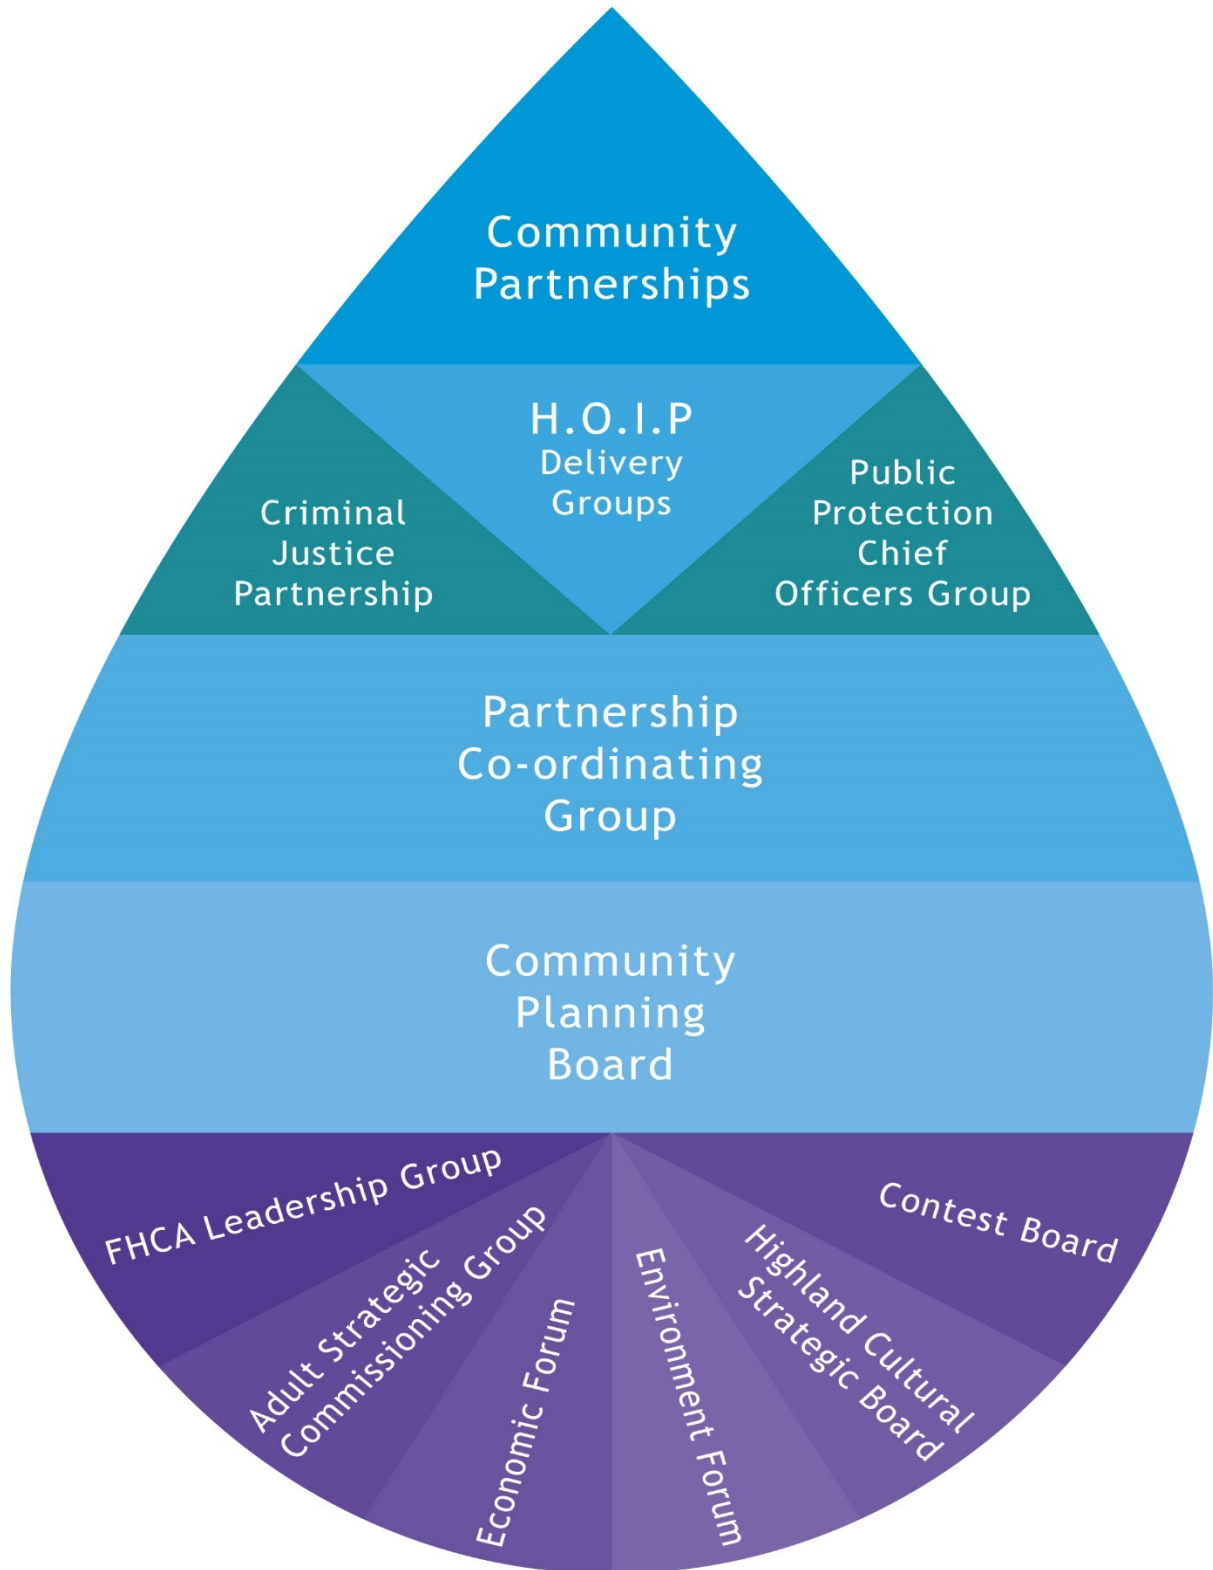 Community
Partnerships
H.O.I.P
Delivery
Groups
Criminal
Justice
Partnership
Public
Protection
Chief
Officers Group
Partnership
Co-ordinating
Group
Community
Planning
Board
FHCA Leadership Group
Adult Strategic
Commissioning Group
Economic Forum
Environment Forum
Highland Cultural
Strategic Board
Contest Board